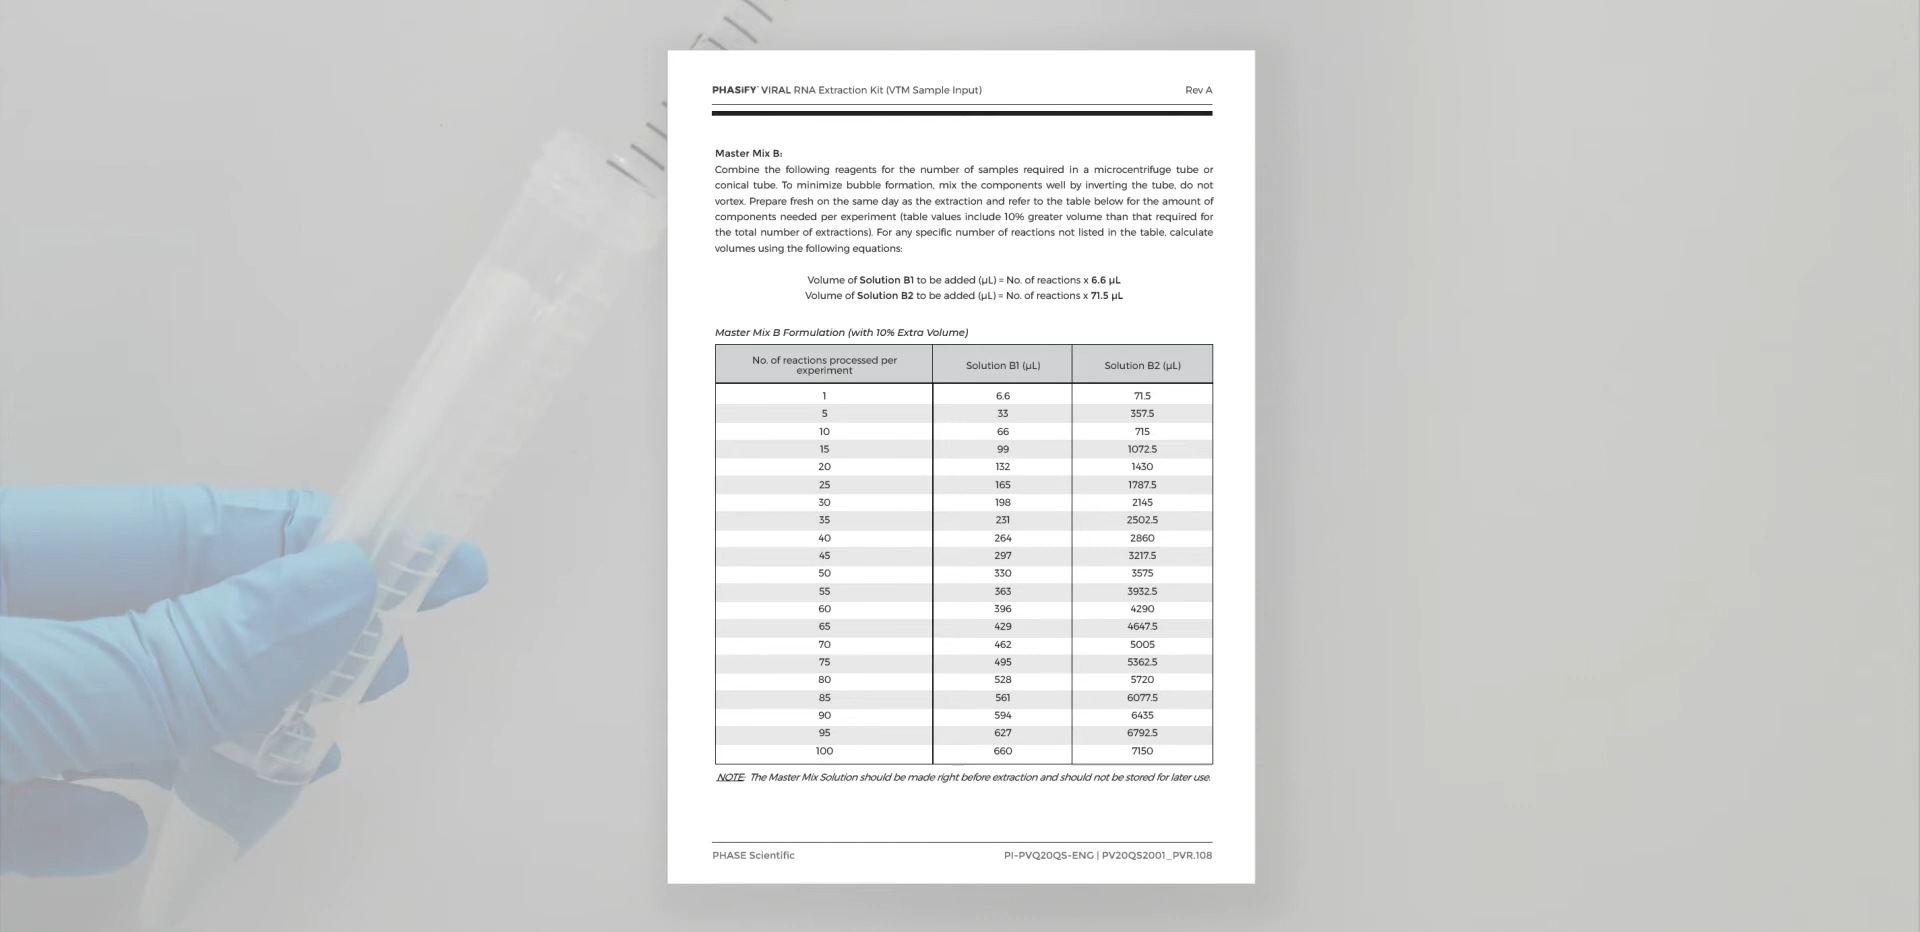 PHASiFY™ VIRAL RNA Extraction Kit (VTM Sample Input) Rev A
Master Mix B:
Combine the following reagents for the number of samples required in a microcentrifuge tube or
conical tube. To minimize bubble formation, mix the components well by inverting the tube, do not
vortex. Prepare fresh on the same day as the extraction and refer to the table below for the amount of
components needed per experiment (table values include 10% greater volume than that required for
the total number of extractions). For any specific number of reactions not listed in the table, calculate
volumes using the following equations:
Volume of Solution B1 to be added (µL) = No. of reactions x 6.6 µL
Volume of Solution B2 to be added (µL) = No. of reactions x 71.5 µL
Master Mix B Formulation (with 10% Extra Volume)
No. of reactions processed per
experiment Solution B1 (µL) Solution B2 (µL)
1 6.6 71.5
5 33 357.5
10 66 715
15 99 1072.5
20 132 1430
25 165 1787.5
30 198 2145
35 231 2502.5
40 264 2860
45 297 3217.5
50 330 3575
55 363 3932.5
60 396 4290
65 429 4647.5
70 462 5005
75 495 5362.5
80 528 5720
85 561 6077.5
90 594 6435
95 627 6792.5
100 660 7150
NOTE: The Master Mix Solution should be made right before extraction and should not be stored for later use.
PHASE Scientific PI-PVQ20QS-ENG | PV20QS2001_PVR.108